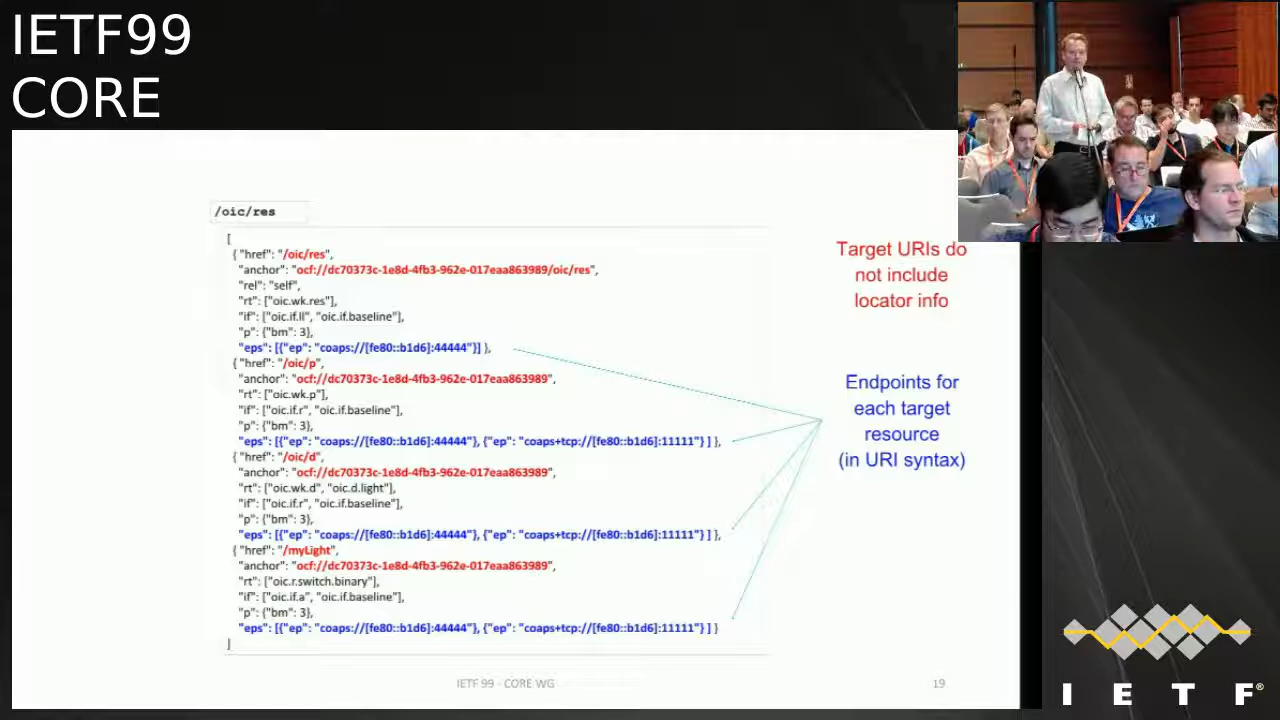 IETF99
CORE
/oic/res
[
{ "href": "/oic/res",
"anchor": "ocf://dc70373c-1e8d-4fb3-962e-017eaa863989/oic/res",
"rel": "self",
"rt": ["oic.wk.res"],
"if": ["oic.if.ll", "oic.if.baseline"],
"p": {"bm": 3},
"eps": [{"ep": "coaps://[fe80::b1d6]:44444"}] },
{ "href": "/oic/p",
"anchor": "ocf://dc70373c-1e8d-4fb3-962e-017eaa863989",
"rt": ["oic.wk.p"],
"if": ["oic.if.r", "oic.if.baseline"],
"p": {"bm": 3},
"eps": [{"ep": "coaps://[fe80::b1d6]:44444"}, {"ep": "coaps+tcp://[fe80::b1d6]:11111"} ] },
{ "href": "/oic/d",
"anchor": "ocf://dc70373c-1e8d-4fb3-962e-017eaa863989",
"rt": ["oic.wk.d", "oic.d.light"],
"if": ["oic.if.r", "oic.if.baseline"],
"p": {"bm": 3},
"eps": [{"ep": "coaps://[fe80::b1d6]:44444"}, {"ep": "coaps+tcp://[fe80::b1d6]:11111"} ] },
{ "href": "/myLight",
"anchor": "ocf://dc70373c-1e8d-4fb3-962e-017eaa863989",
"rt": ["oic.r.switch.binary"],
"if": ["oic.if.a", "oic.if.baseline"],
"p": {"bm": 3},
"eps": [{"ep": "coaps://[fe80::b1d6]:44444"}, {"ep": "coaps+tcp://[fe80::b1d6]:11111"} ] }
]
Target URIs do
not include
locator info
Endpoints for
each target
resource
(in URI syntax)
IETF 99 - CORE WG
19
I E T F®